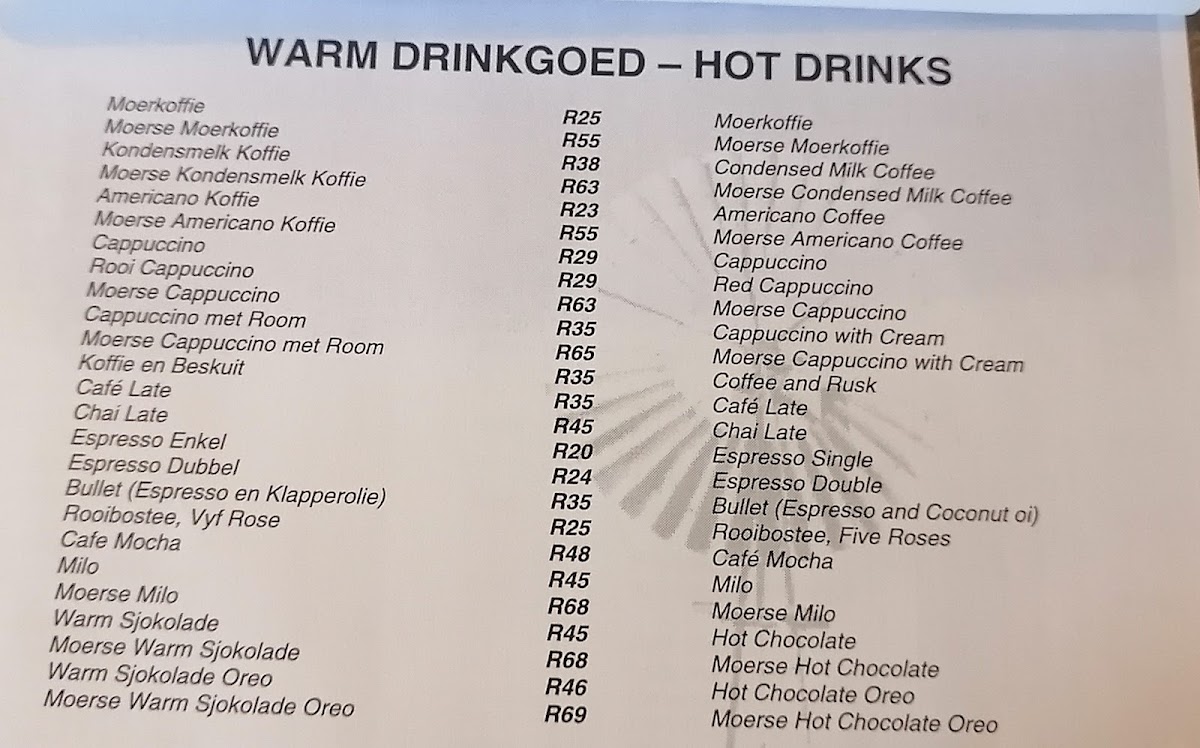 WARM DRINKGOED – HOT DRINKS
Moerkoffie R25 Moerkoffie
Moerse Moerkoffie R55 Moerse Moerkoffie
Kondensmelk Koffie R38 Condensed Milk Coffee
Moerse Kondensmelk Koffie R63 Moerse Condensed Milk Coffee
Americano Koffie R23 Americano Coffee
Moerse Americano Koffie R55 Moerse Americano Coffee
Cappuccino R29 Cappuccino
Rooi Cappuccino R29 Red Cappuccino
Moerse Cappuccino R63 Moerse Cappuccino
Cappuccino met Room R35 Cappuccino with Cream
Moerse Cappuccino met Room R65 Moerse Cappuccino with Cream
Koffie en Beskuit R35 Coffee and Rusk
Café Late R35 Café Late
Chai Late R45 Chai Late
Espresso Enkel R20 Espresso Single
Espresso Dubbel R24 Espresso Double
Bullet (Espresso en Klapperolie) R35 Bullet (Espresso and Coconut oi)
Rooibostee, Vyf Rose R25 Rooibostee, Five Roses
Cafe Mocha R48 Café Mocha
Milo R45 Milo
Moerse Milo R68 Moerse Milo
Warm Sjokolade R45 Hot Chocolate
Moerse Warm Sjokolade R68 Moerse Hot Chocolate
Warm Sjokolade Oreo R46 Hot Chocolate Oreo
Moerse Warm Sjokolade Oreo R69 Moerse Hot Chocolate Oreo